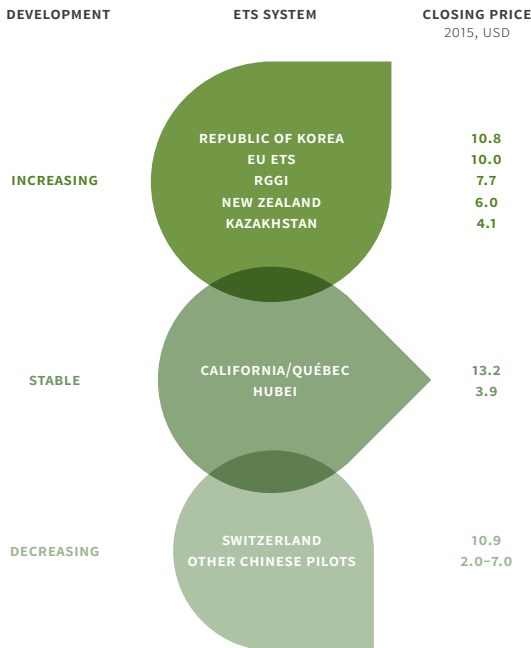 DEVELOPMENT ETS SYSTEM CLOSING PRICE
2015, USD
REPUBLIC OF KOREA 10.8
EU ETS 10.0
INCREASING RGGI 7.7
NEW ZEALAND 6.0
KAZAKHSTAN 4.1
CALIFORNIA/QUÉBEC 13.2
STABLE
HUBEI 3.9
SWITZERLAND 10.9
DECREASING
OTHER CHINESE PILOTS 2.0–7.0